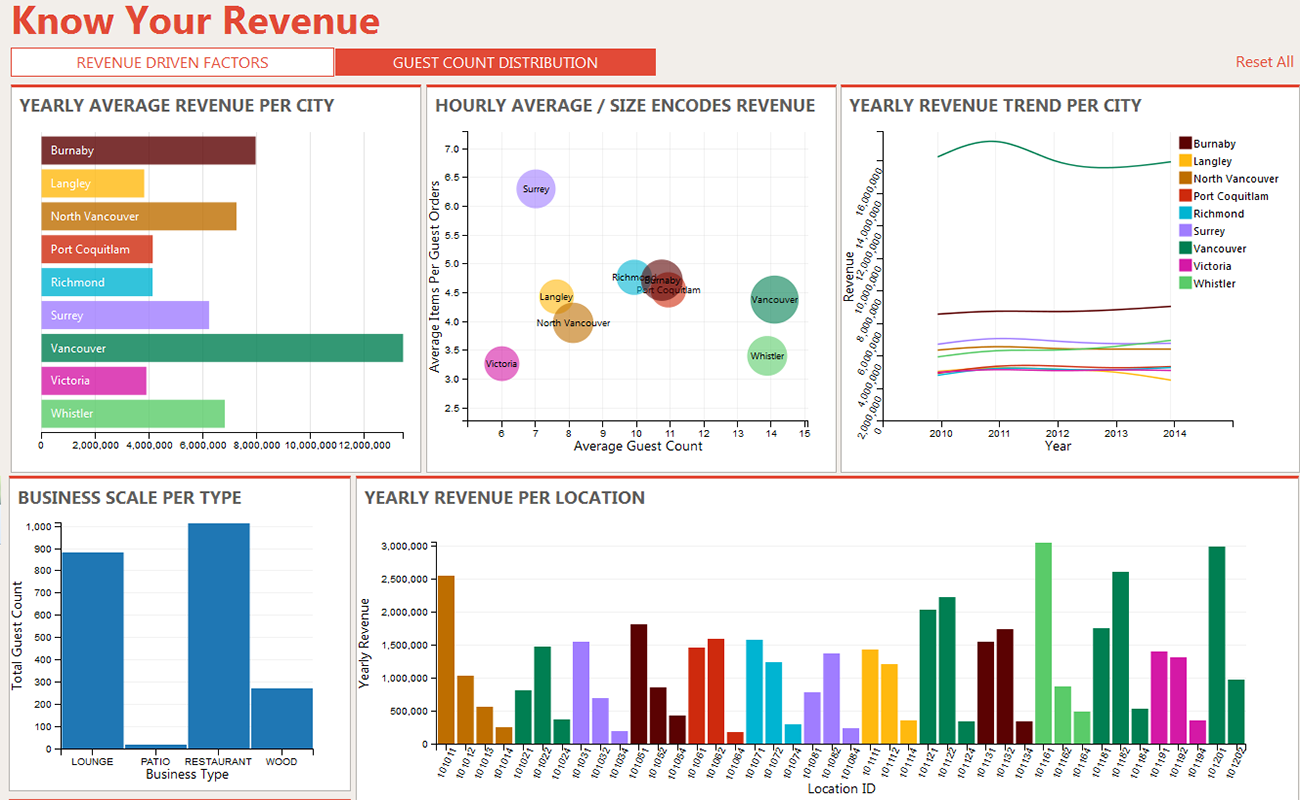 Know Your Revenue
REVENUE DRIVEN FACTORS
GUEST COUNT DISTRIBUTION
Reset All
YEARLY AVERAGE REVENUE PER CITY
Burnaby
Langley
North Vancouver
Port Coquitlam
Richmond
Surrey
Vancouver
Victoria
Whistler
0 2,000,000 4,000,000 6,000,000 8,000,000 10,000,000 12,000,000
HOURLY AVERAGE / SIZE ENCODES REVENUE
Average Items Per Guest Orders
7.0
6.5
6.0
5.5
5.0
4.5
4.0
3.5
3.0
2.5
Surrey
Richmond
Burnaby
Port Coquitlam
Langley
Vancouver
North Vancouver
Whistler
Victoria
6 7 8 9 10 11 12 13 14 15
Average Guest Count
YEARLY REVENUE TREND PER CITY
Revenue
16,000,000
14,000,000
12,000,000
10,000,000
8,000,000
6,000,000
4,000,000
2,000,000
0
2010 2011 2012 2013 2014
Year
Burnaby
Langley
North Vancouver
Port Coquitlam
Richmond
Surrey
Vancouver
Victoria
Whistler
BUSINESS SCALE PER TYPE
Total Guest Count
1,000
900
800
700
600
500
400
300
200
100
0
LOUNGE PATIO RESTAURANT WOOD
Business Type
YEARLY REVENUE PER LOCATION
Yearly Revenue
3,000,000
2,500,000
2,000,000
1,500,000
1,000,000
500,000
0
101011 101012 101013 101014 101021 101022 101024 101031 101032 101034 101051 101052 101054 101061 101062 101064 101071 101072 101074 101081 101082 101084 101111 101112 101114 101121 101122 101124 101131 101132 101134 101161 101162 101164 101181 101182 101184 101191 101192 101194 101201 101202
Location ID